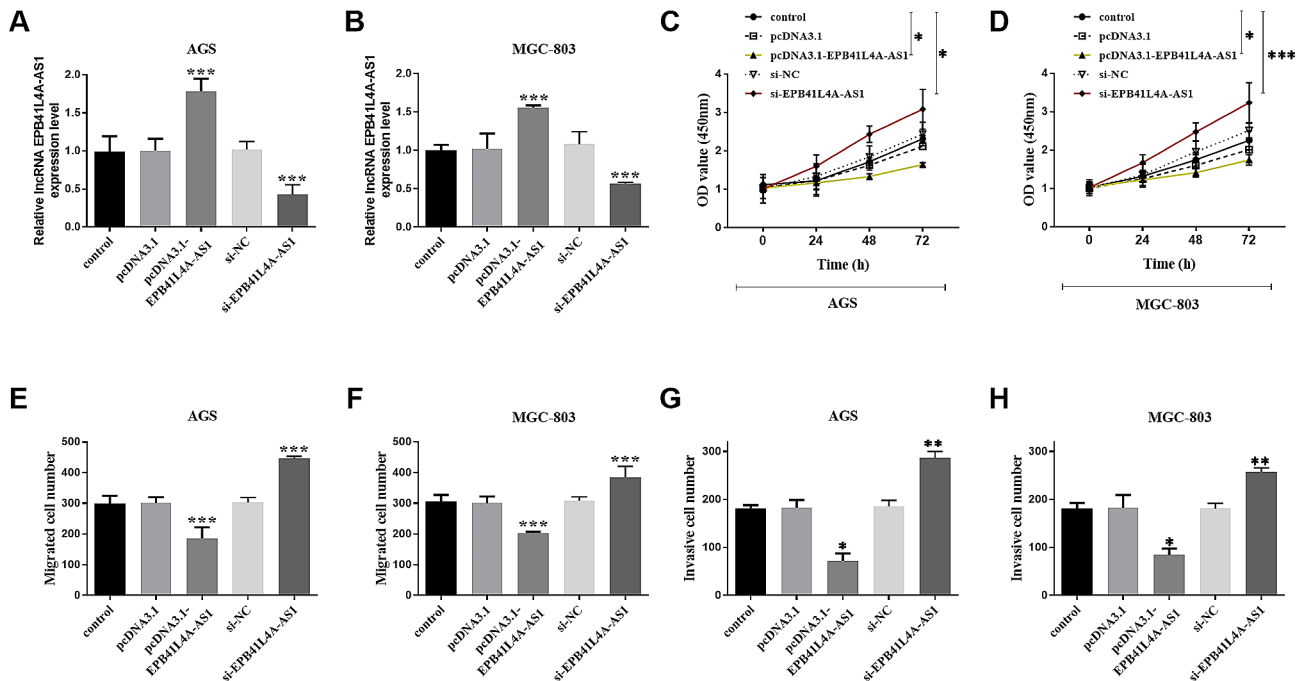 A
AGS
Relative lncRNA EPB41L4A-AS1
expression level
2.0
1.5
1.0
0.5
0.0
***
***
control
pcDNA3.1
pcDNA3.1-
EPB41L4A-AS1
si-NC
si-EPB41L4A-AS1
B
MGC-803
Relative lncRNA EPB41L4A-AS1
expression level
2.0
1.5
1.0
0.5
0.0
***
***
control
pcDNA3.1
pcDNA3.1-
EPB41L4A-AS1
si-NC
si-EPB41L4A-AS1
C
control
pcDNA3.1
pcDNA3.1-EPB41L4A-AS1
si-NC
si-EPB41L4A-AS1
*
*
OD value (450nm)
4
3
2
1
0
0 24 48 72
Time (h)
AGS
D
control
pcDNA3.1
pcDNA3.1-EPB41L4A-AS1
si-NC
si-EPB41L4A-AS1
*
***
OD value (450nm)
4
3
2
1
0
0 24 48 72
Time (h)
MGC-803
E
AGS
Migrated cell number
500
400
300
200
100
0
***
***
control
pcDNA3.1
pcDNA3.1-
EPB41L4A-AS1
si-NC
si-EPB41L4A-AS1
F
MGC-803
Migrated cell number
500
400
300
200
100
0
***
***
control
pcDNA3.1
pcDNA3.1-
EPB41L4A-AS1
si-NC
si-EPB41L4A-AS1
G
AGS
Invasive cell number
300
200
100
0
*
**
control
pcDNA3.1
pcDNA3.1-
EPB41L4A-AS1
si-NC
si-EPB41L4A-AS1
H
MGC-803
Invasive cell number
300
200
100
0
*
**
control
pcDNA3.1
pcDNA3.1-
EPB41L4A-AS1
si-NC
si-EPB41L4A-AS1